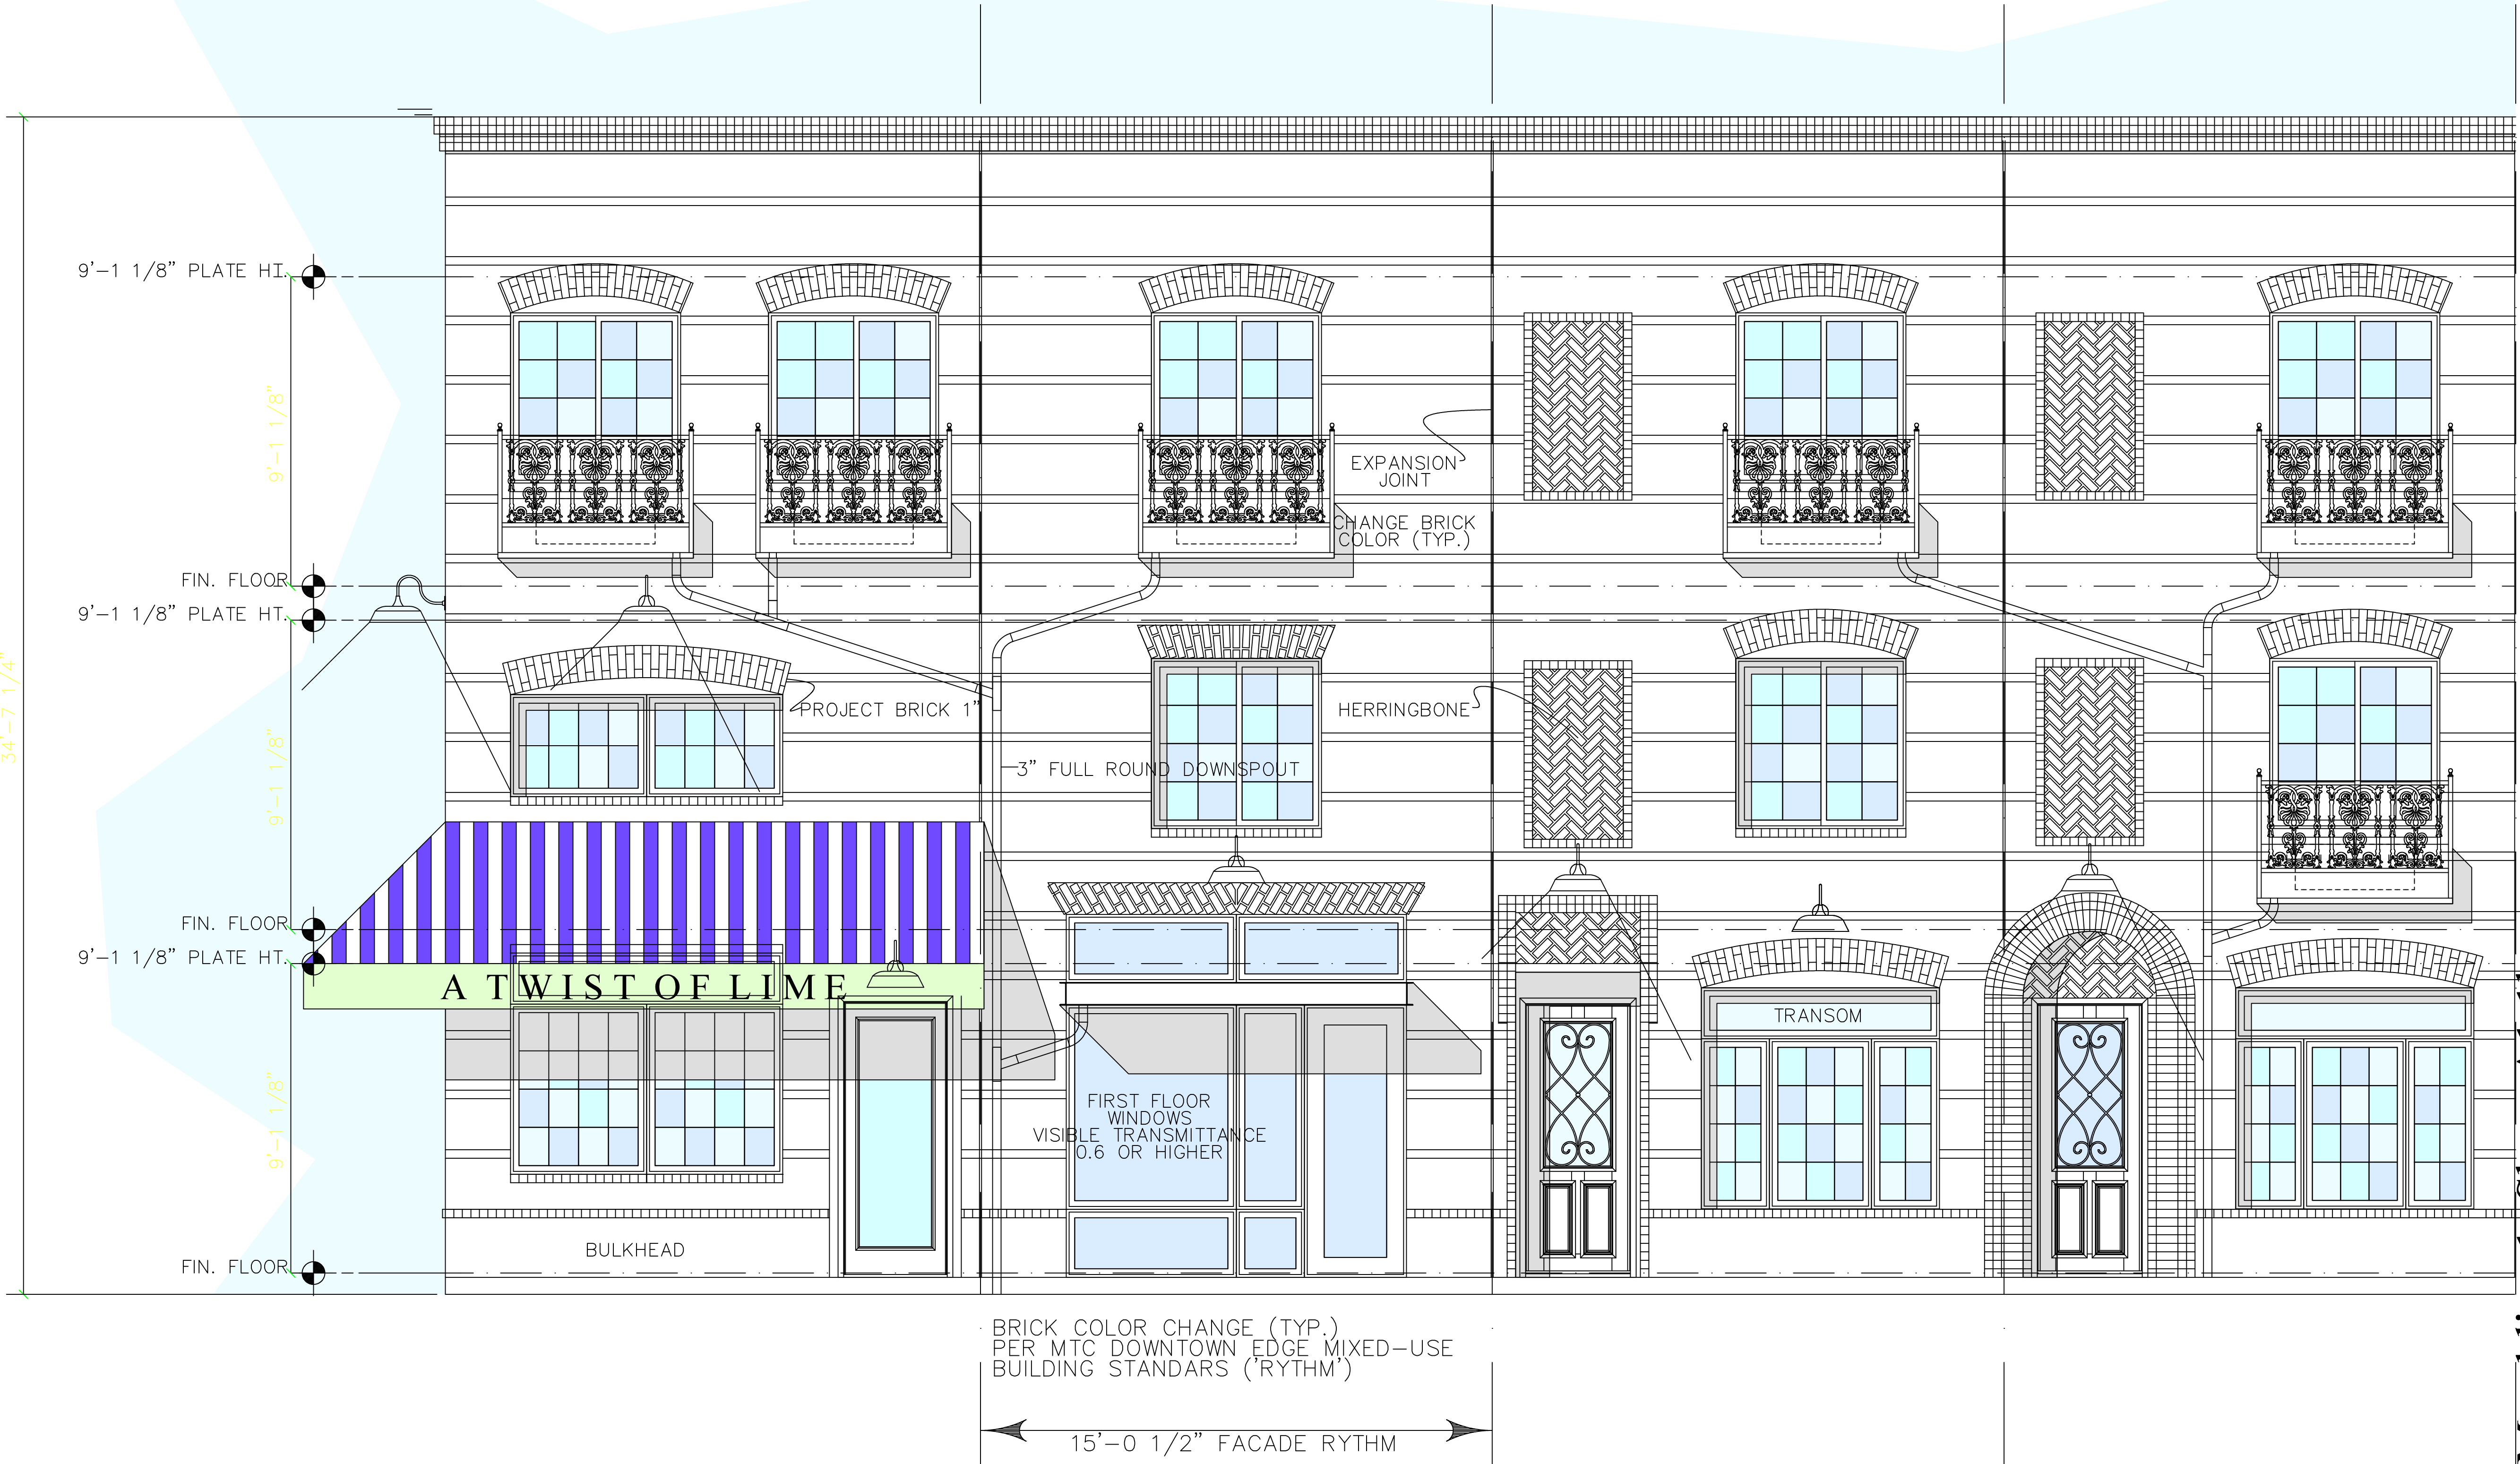 9'-1 1/8" PLATE HI.
9'-1 1/8"
EXPANSION
JOINT
CHANGE BRICK
COLOR (TYP.)
FIN. FLOOR
9'-1 1/8" PLATE HT.
34'-7 1/4"
9'-1 1/8"
PROJECT BRICK 1"
HERRINGBONE
3" FULL ROUND DOWNSPOUT
FIN. FLOOR
9'-1 1/8" PLATE HT.
A TWIST OF LIME
TRANSOM
9'-1 1/8"
FIRST FLOOR
WINDOWS
VISIBLE TRANSMITTANCE
0.6 OR HIGHER
BULKHEAD
FIN. FLOOR
BRICK COLOR CHANGE (TYP.)
PER MTC DOWNTOWN EDGE MIXED-USE
BUILDING STANDARS ('RYTHM')
15'-0 1/2" FACADE RYTHM